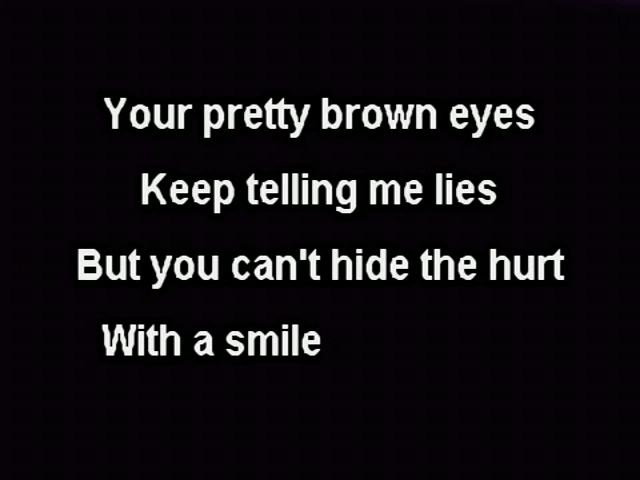 Your pretty brown eyes
Keep telling me lies
But you can't hide the hurt
With a smile